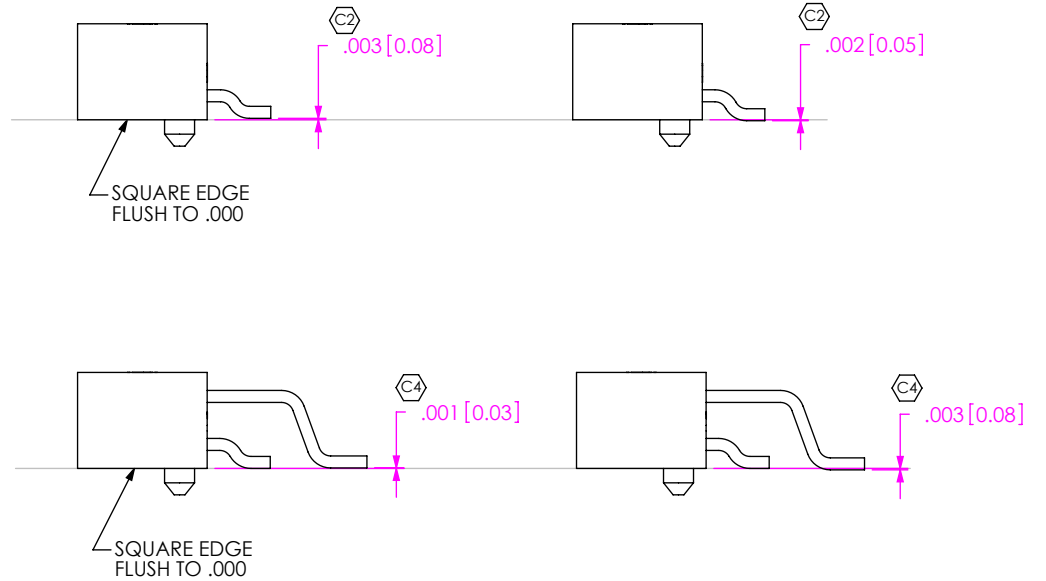 C2
.003 [0.08]
C2
.002 [0.05]
SQUARE EDGE
FLUSH TO .000
C4
.001 [0.03]
C4
.003 [0.08]
SQUARE EDGE
FLUSH TO .000